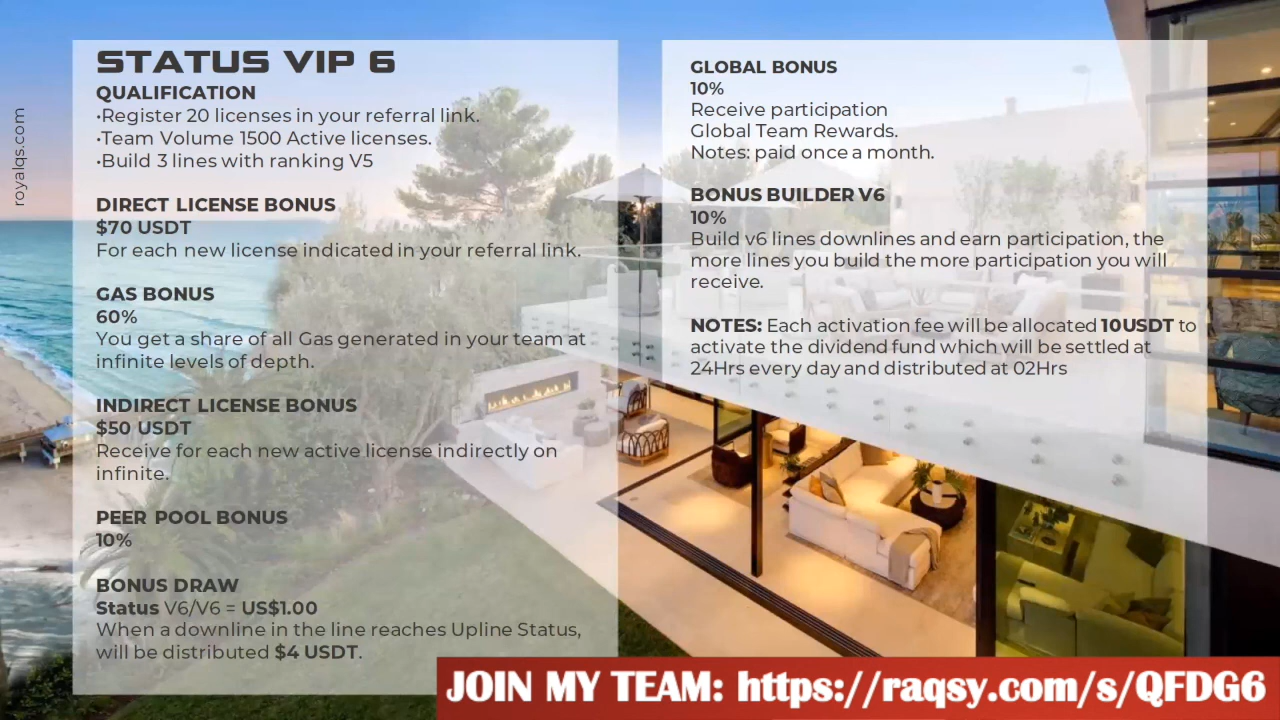 royalqs.com
STATUS VIP 6
QUALIFICATION
•Register 20 licenses in your referral link.
•Team Volume 1500 Active licenses.
•Build 3 lines with ranking V5
DIRECT LICENSE BONUS
$70 USDT
For each new license indicated in your referral link.
GAS BONUS
60%
You get a share of all Gas generated in your team at
infinite levels of depth.
INDIRECT LICENSE BONUS
$50 USDT
Receive for each new active license indirectly on
infinite.
PEER POOL BONUS
10%
BONUS DRAW
Status V6/V6 = US$1.00
When a downline in the line reaches Upline Status,
will be distributed $4 USDT.
GLOBAL BONUS
10%
Receive participation
Global Team Rewards.
Notes: paid once a month.
BONUS BUILDER V6
10%
Build v6 lines downlines and earn participation, the
more lines you build the more participation you will
receive.
NOTES: Each activation fee will be allocated 10USDT to
activate the dividend fund which will be settled at
24Hrs every day and distributed at 02Hrs
JOIN MY TEAM: https://raqsy.com/s/QFDG6